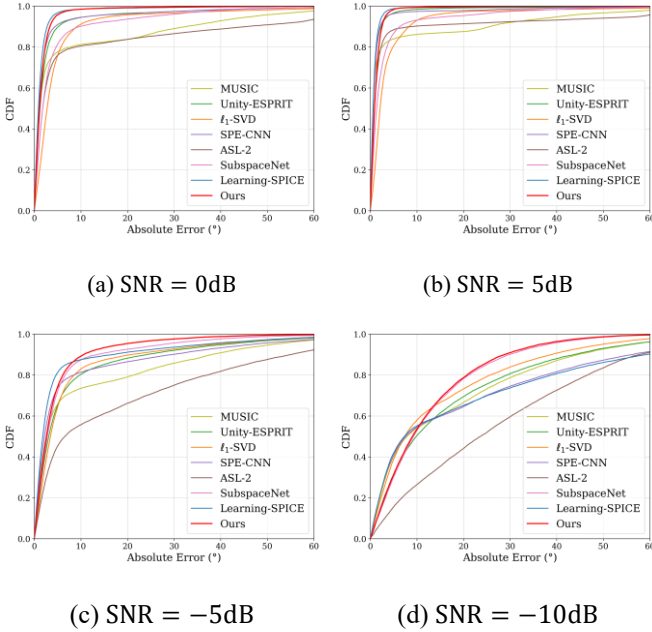 1.0
0.8
0.6
0.4
0.2
0.0
CDF
0 10 20 30 40 50 60
Absolute Error (°)
MUSIC
Unity-ESPRIT
ℓ₁-SVD
SPE-CNN
ASL-2
SubspaceNet
Learning-SPICE
Ours
(a) SNR = 0dB
1.0
0.8
0.6
0.4
0.2
0.0
CDF
0 10 20 30 40 50 60
Absolute Error (°)
MUSIC
Unity-ESPRIT
ℓ₁-SVD
SPE-CNN
ASL-2
SubspaceNet
Learning-SPICE
Ours
(b) SNR = 5dB
1.0
0.8
0.6
0.4
0.2
0.0
CDF
0 10 20 30 40 50 60
Absolute Error (°)
MUSIC
Unity-ESPRIT
ℓ₁-SVD
SPE-CNN
ASL-2
SubspaceNet
Learning-SPICE
Ours
(c) SNR = −5dB
1.0
0.8
0.6
0.4
0.2
0.0
CDF
0 10 20 30 40 50 60
Absolute Error (°)
MUSIC
Unity-ESPRIT
ℓ₁-SVD
SPE-CNN
ASL-2
SubspaceNet
Learning-SPICE
Ours
(d) SNR = −10dB